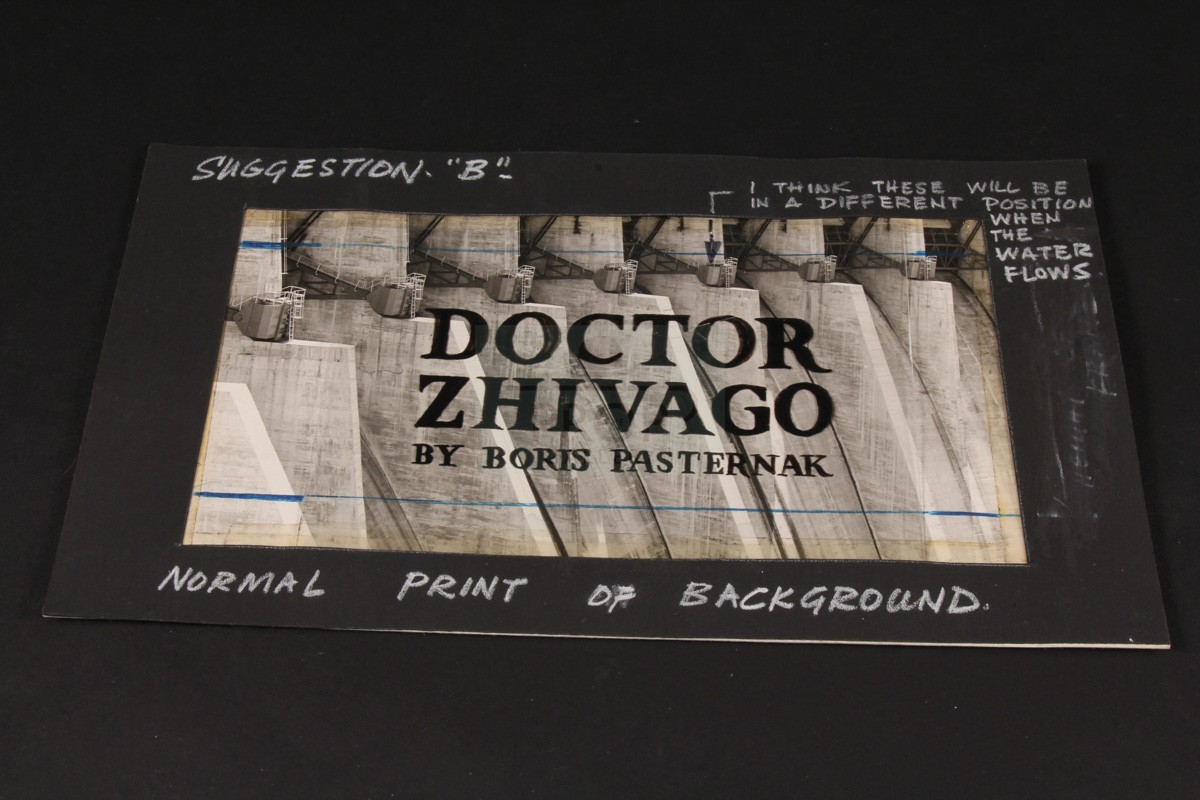 SUGGESTION. "B"
I THINK THESE WILL BE
IN A DIFFERENT POSITION
WHEN
THE
WATER
FLOWS
DOCTOR
ZHIVAGO
BY BORIS PASTERNAK
NORMAL PRINT OF BACKGROUND.